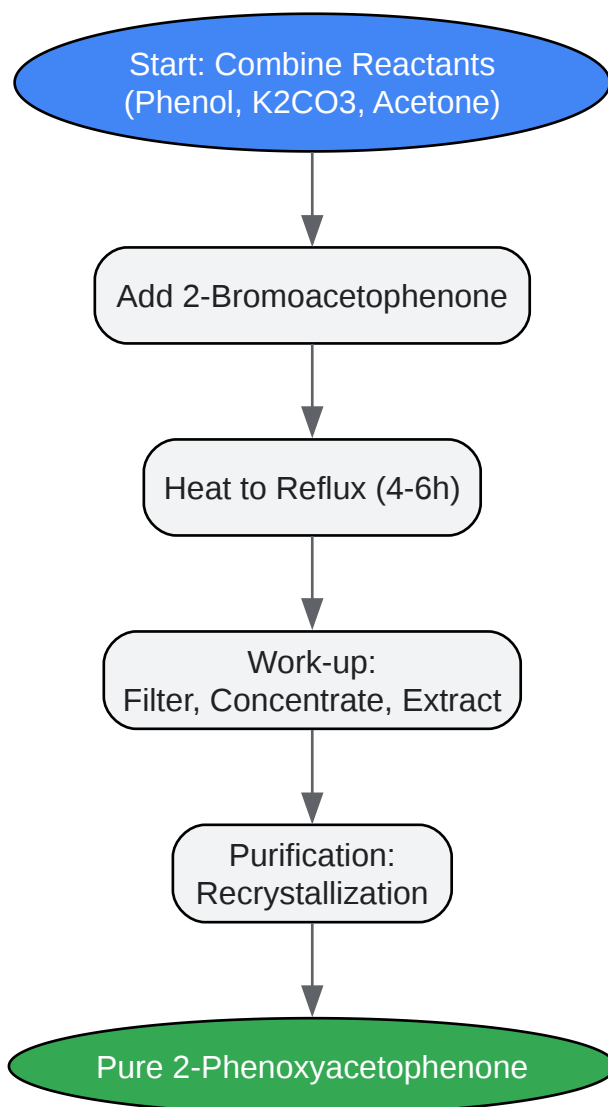 Start: Combine Reactants
(Phenol, K2CO3, Acetone)
Add 2-Bromoacetophenone
Heat to Reflux (4-6h)
Work-up:
Filter, Concentrate, Extract
Purification:
Recrystallization
Pure 2-Phenoxyacetophenone